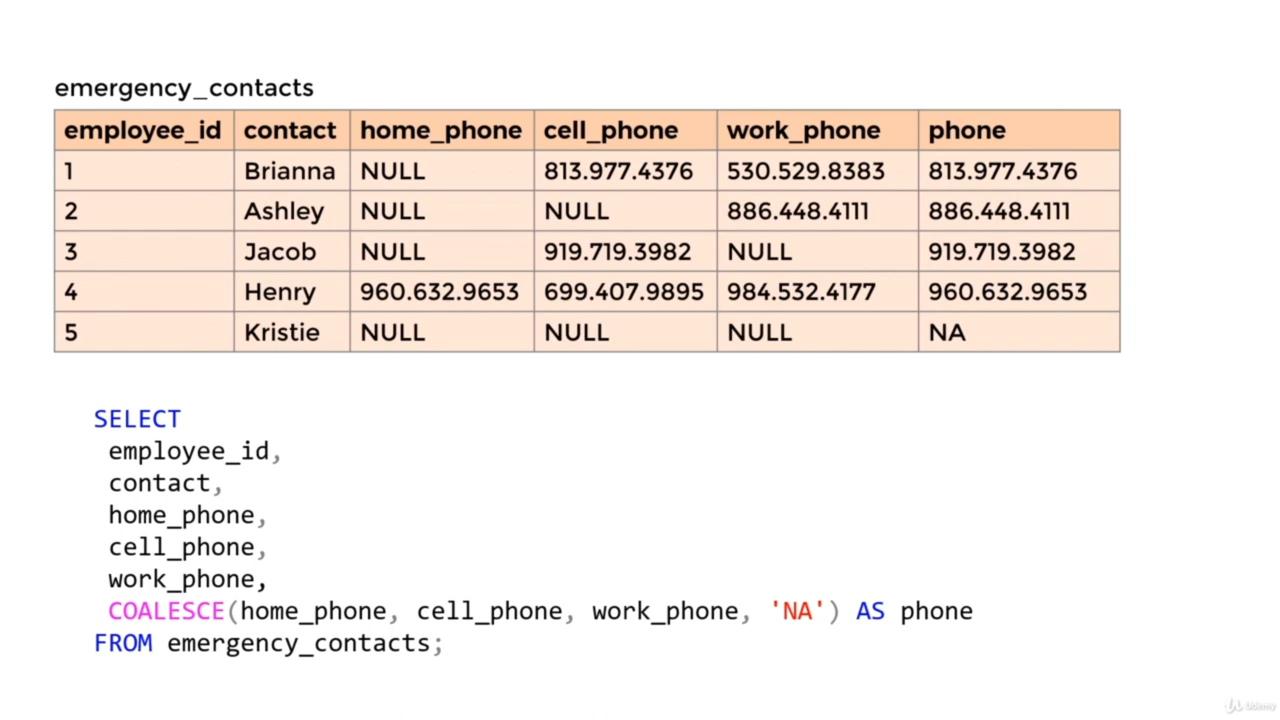 emergency_contacts
employee_id contact home_phone cell_phone work_phone phone
1 Brianna NULL 813.977.4376 530.529.8383 813.977.4376
2 Ashley NULL NULL 886.448.4111 886.448.4111
3 Jacob NULL 919.719.3982 NULL 919.719.3982
4 Henry 960.632.9653 699.407.9895 984.532.4177 960.632.9653
5 Kristie NULL NULL NULL NA
SELECT
employee_id,
contact,
home_phone,
cell_phone,
work_phone,
COALESCE(home_phone, cell_phone, work_phone, 'NA') AS phone
FROM emergency_contacts;
Udemy